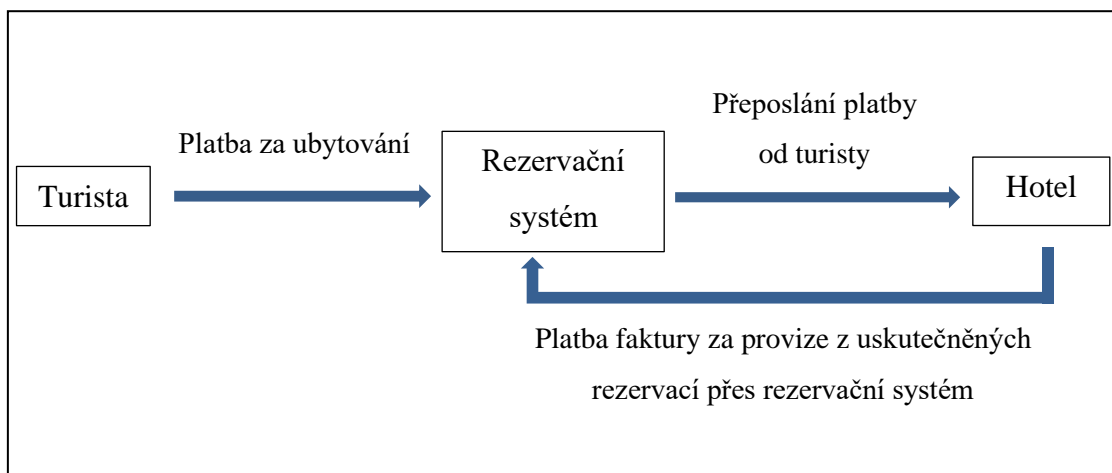 Přeposlání platby
od turisty
Platba za ubytování
Turista
Rezervační
systém
Hotel
Platba faktury za provize z uskutečněných
rezervací přes rezervační systém